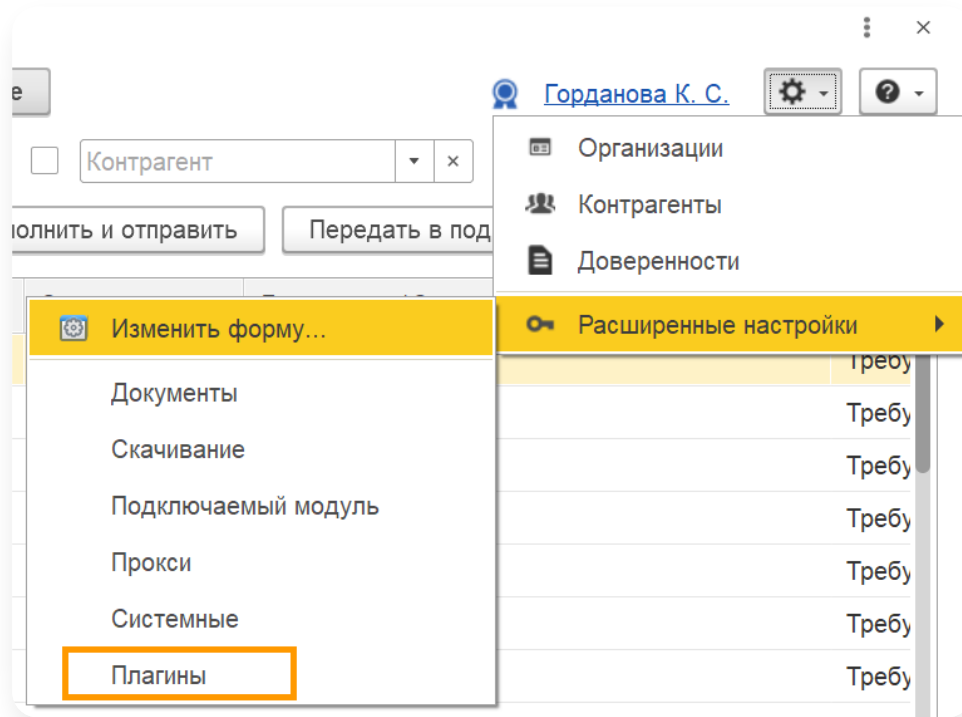 е
Горданова К. С.
Контрагент
Организации
Контрагенты
олнить и отправить
Передать в под
Доверенности
Изменить форму...
Расширенные настройки
Требу
Документы
Требу
Скачивание
Требу
Подключаемый модуль
Требу
Прокси
Требу
Системные
Требу
Плагины
Требу